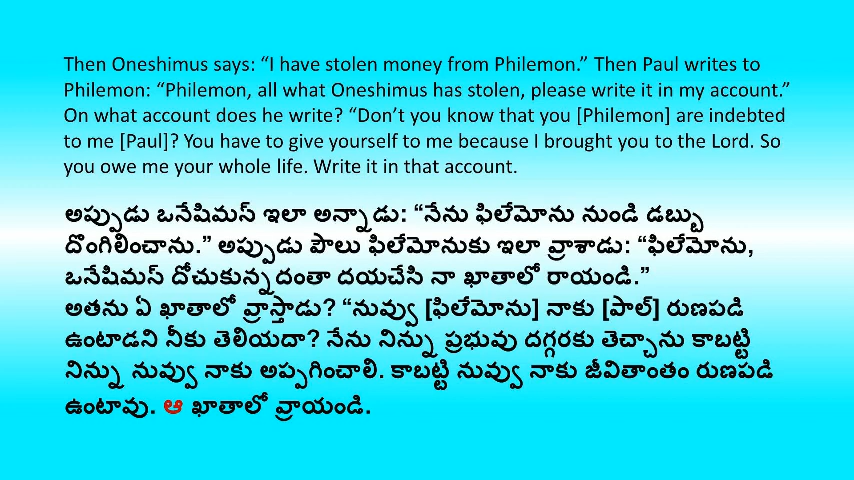 Then Oneshimus says: “I have stolen money from Philemon.” Then Paul writes to
Philemon: “Philemon, all what Oneshimus has stolen, please write it in my account.”
On what account does he write? “Don’t you know that you [Philemon] are indebted
to me [Paul]? You have to give yourself to me because I brought you to the Lord. So
you owe me your whole life. Write it in that account.
అప్పుడు ఒనేషిమస్ ఇలా అన్నాడు: “నేను ఫిలేమోను నుండి డబ్బు
దొంగిలించాను.” అప్పుడు పౌలు ఫిలేమోనుకు ఇలా వ్రాశాడు: “ఫిలేమోను,
ఒనేషిమస్ దోచుకున్నదంతా దయచేసి నా ఖాతాలో రాయండి.”
అతను ఏ ఖాతాలో వ్రాస్తాడు? “నువ్వు [ఫిలేమోను] నాకు [పాల్] రుణపడి
ఉంటాడని నీకు తెలియదా? నేను నిన్ను ప్రభువు దగ్గరకు తెచ్చాను కాబట్టి
నిన్ను నువ్వు నాకు అప్పగించాలి. కాబట్టి నువ్వు నాకు జీవితాంతం రుణపడి
ఉంటావు. ఆ ఖాతాలో వ్రాయండి.